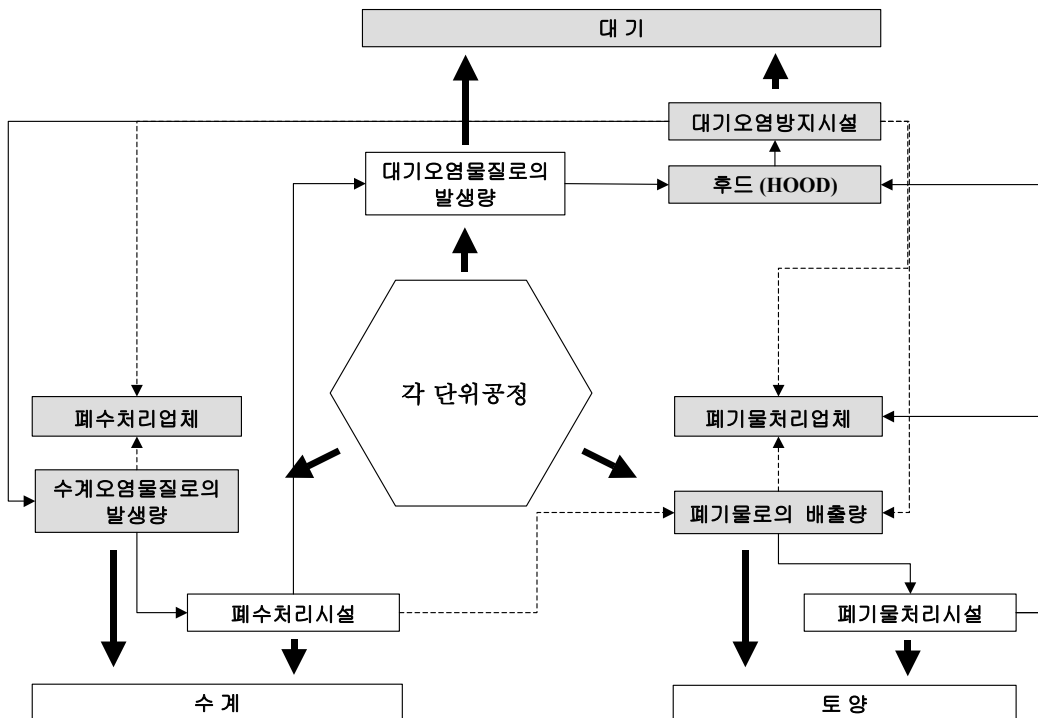 대 기
대기오염방지시설
대기오염물질로의
발생량
후드 (HOOD)
각 단위공정
폐수처리업체
폐기물처리업체
수계오염물질로의
발생량
폐기물로의 배출량
폐수처리시설
폐기물처리시설
수 계
토 양